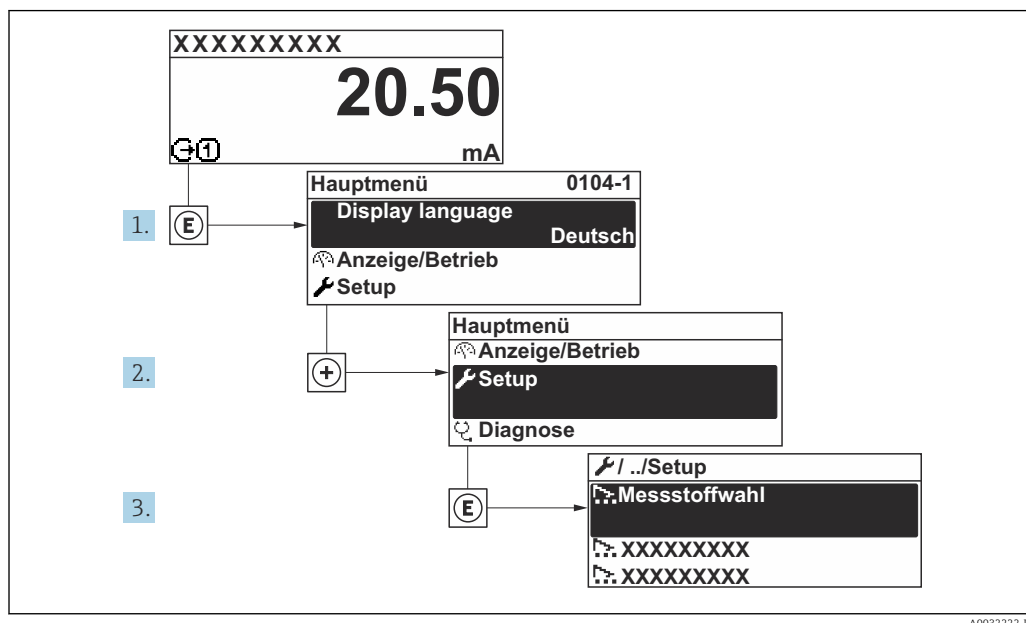 XXXXXXXXX
20.50
1 mA
Hauptmenü 0104-1
1. E Display language
Deutsch
Anzeige/Betrieb
Setup
Hauptmenü
Anzeige/Betrieb
2. + Setup
Diagnose
/ ../Setup
3. E Messstoffwahl
XXXXXXXXX
XXXXXXXXX